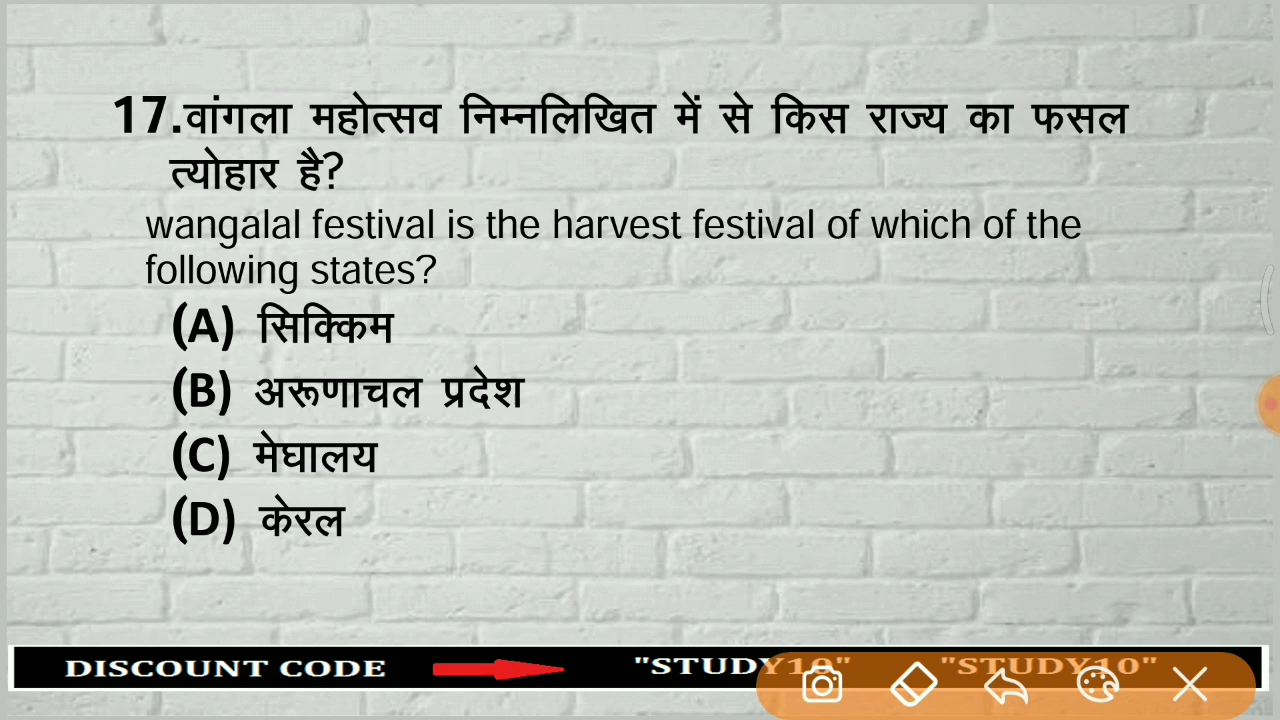 17.वांगला महोत्सव निम्नलिखित में से किस राज्य का फसल
त्योहार है?
wangalal festival is the harvest festival of which of the
following states?
(A) सिक्किम
(B) अरूणाचल प्रदेश
(C) मेघालय
(D) केरल
DISCOUNT CODE "STUDY10" "STUDY10"